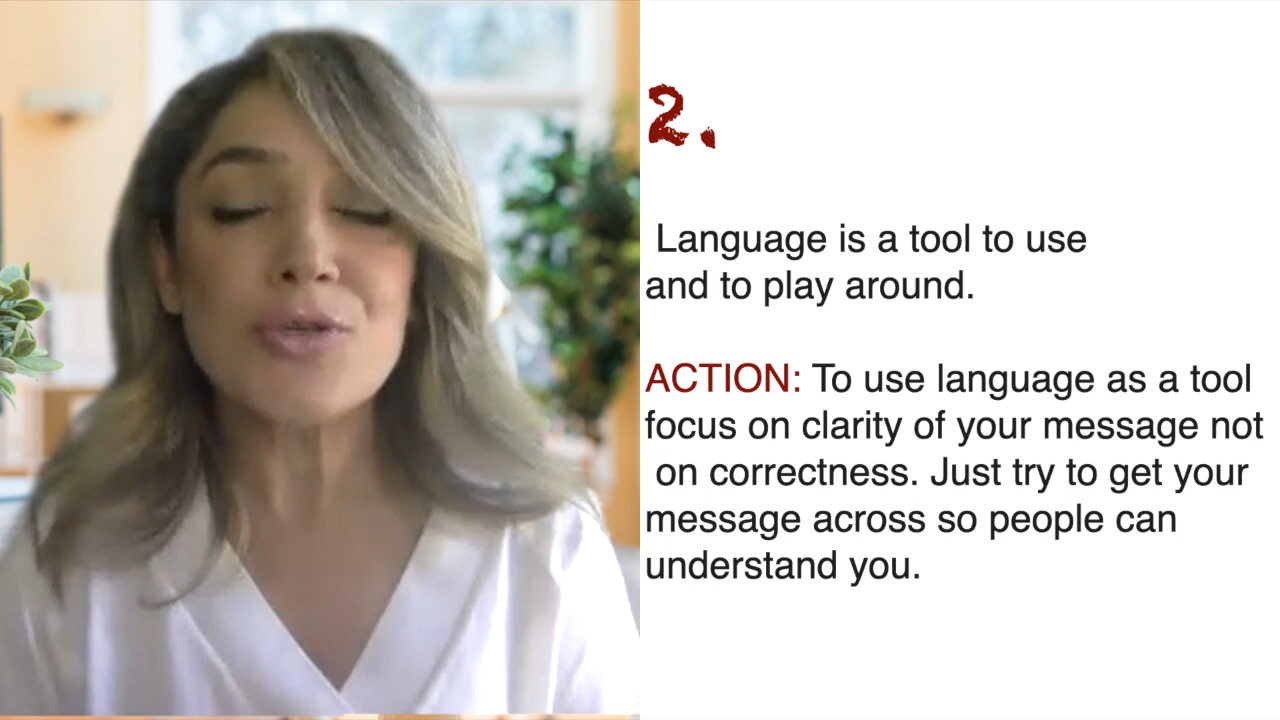 2.
Language is a tool to use
and to play around.
ACTION: To use language as a tool
focus on clarity of your message not
on correctness. Just try to get your
message across so people can
understand you.